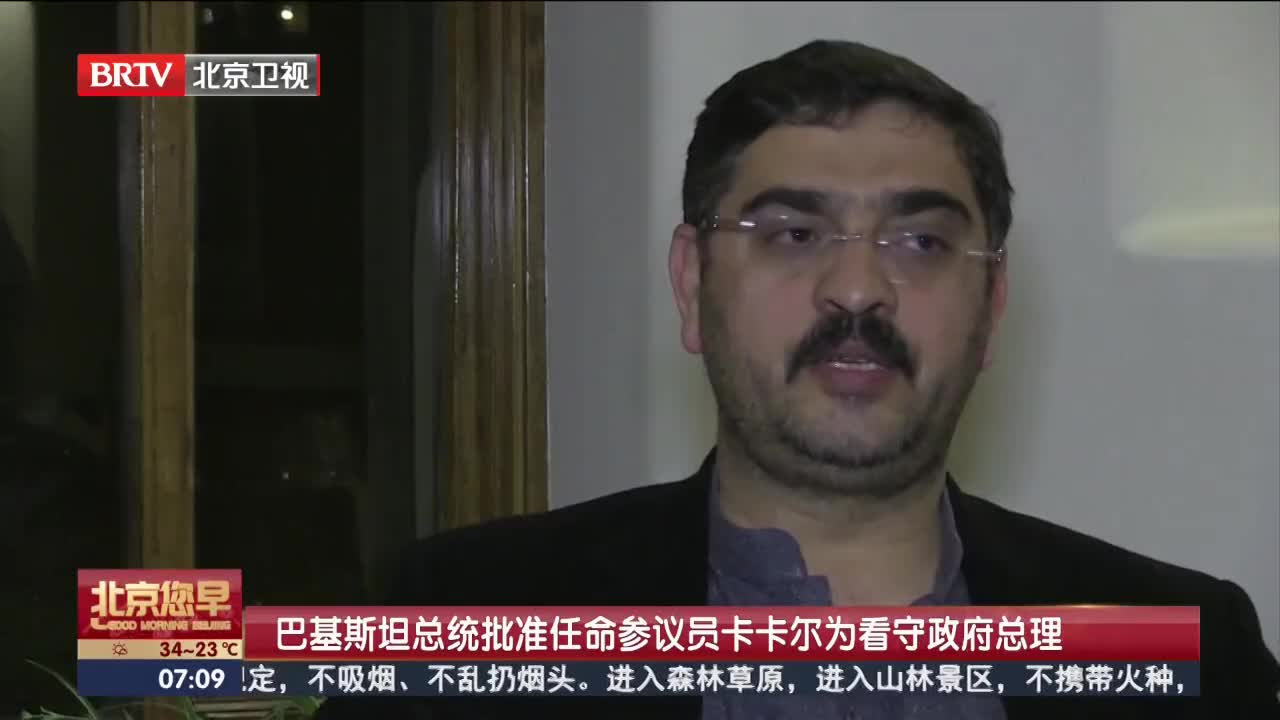 BRTV 北京卫视
北京您早
GOOD MORNING BEIJING
巴基斯坦总统批准任命参议员卡卡尔为看守政府总理
34~23℃
07:09
定，不吸烟、不乱扔烟头。进入森林草原，进入山林景区，不携带火种，